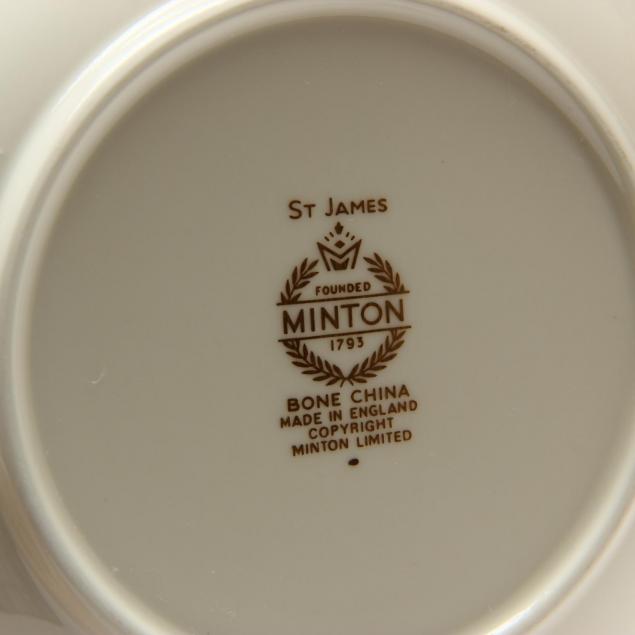 ST JAMES
FOUNDED
MINTON
1793
BONE CHINA
MADE IN ENGLAND
COPYRIGHT
MINTON LIMITED